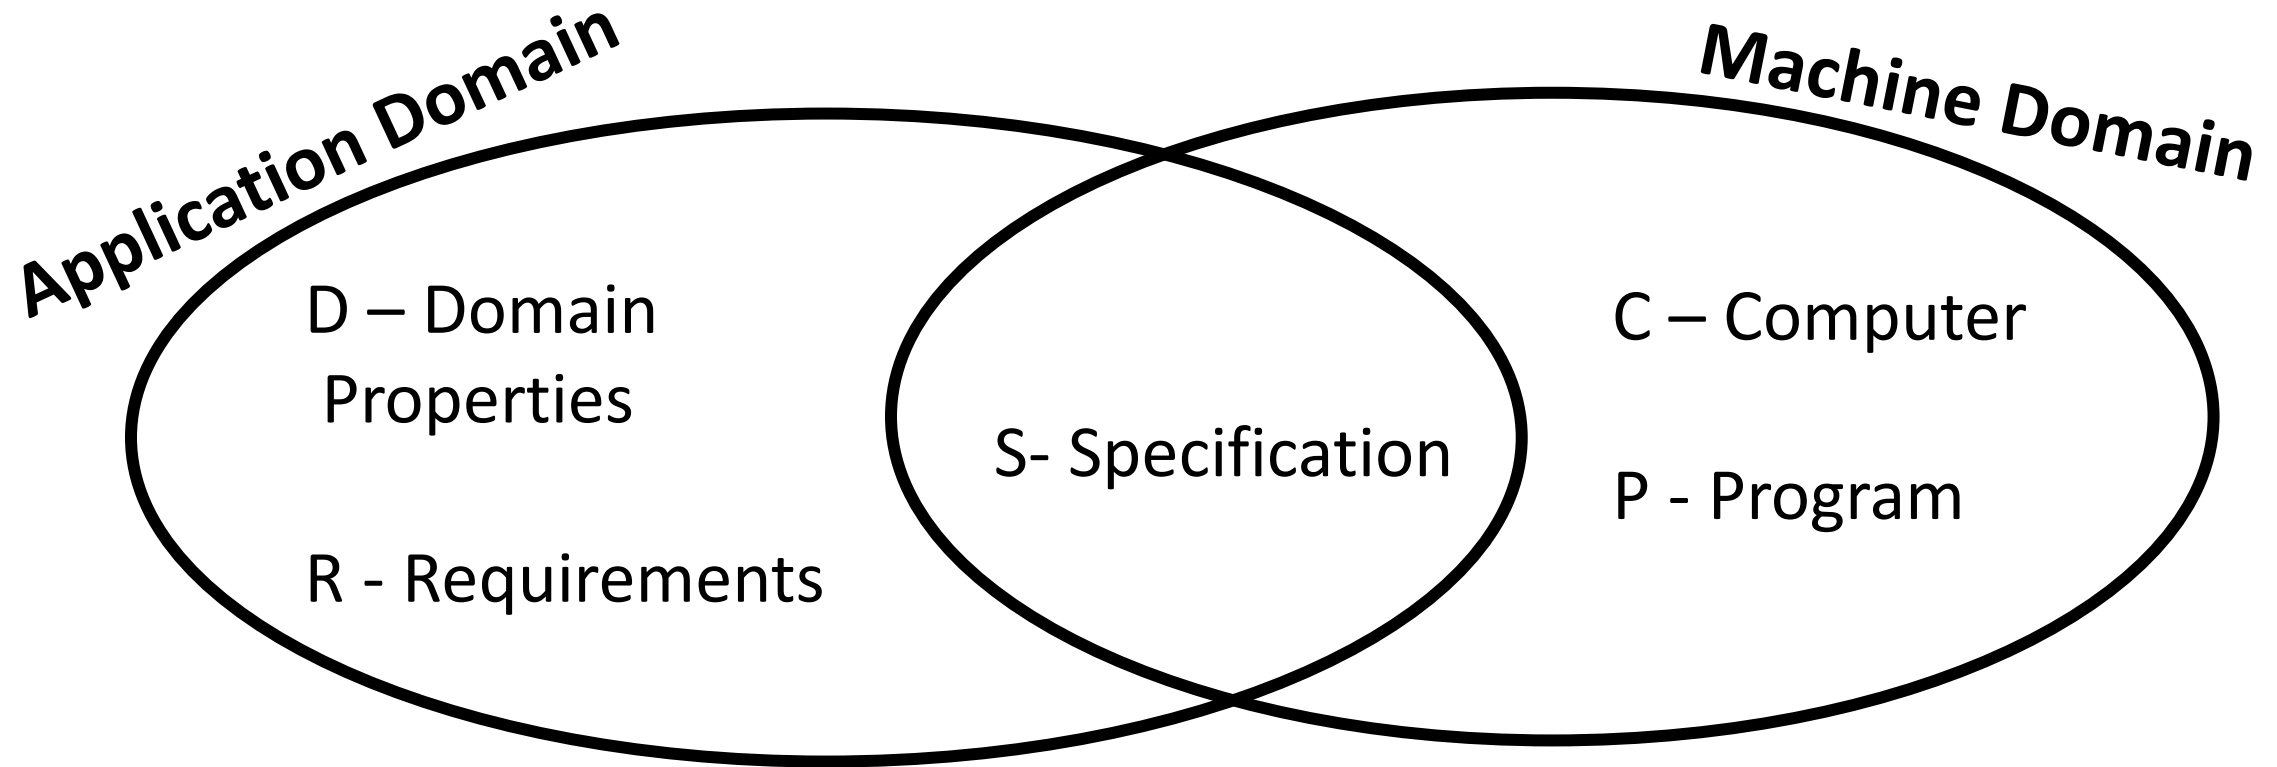 Application Domain
Machine Domain
D – Domain
Properties
R - Requirements
S- Specification
C – Computer
P - Program